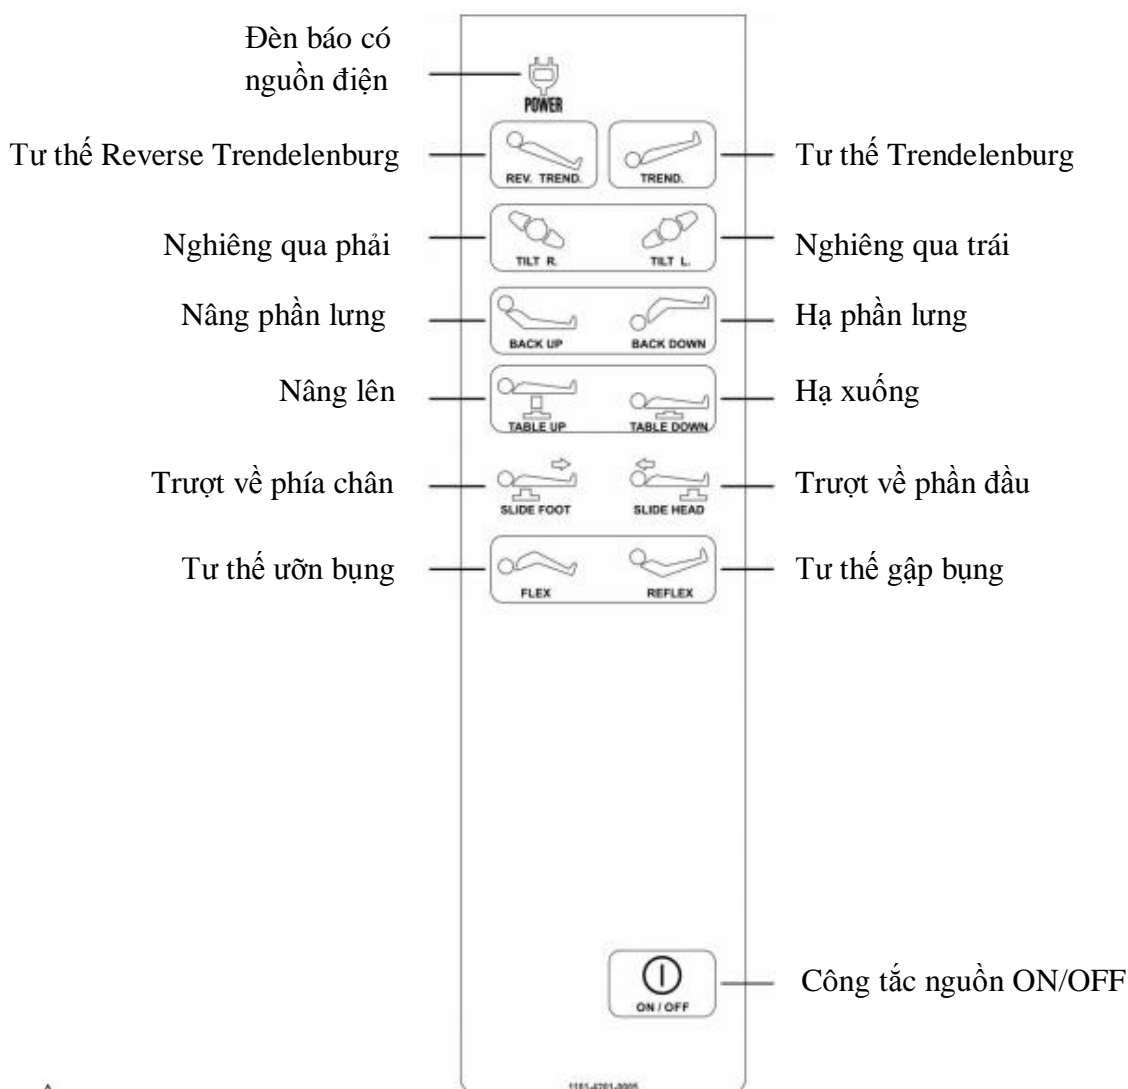 Đèn báo có
nguồn điện
POWER
Tư thế Reverse Trendelenburg
REV. TREND.
TREND.
Tư thế Trendelenburg
Nghiêng qua phải
TILT R.
TILT L.
Nghiêng qua trái
Nâng phần lưng
BACK UP
BACK DOWN
Hạ phần lưng
Nâng lên
TABLE UP
TABLE DOWN
Hạ xuống
Trượt về phía chân
SLIDE FOOT
SLIDE HEAD
Trượt về phần đầu
Tư thế ưỡn bụng
FLEX
REFLEX
Tư thế gập bụng
ON / OFF
Công tắc nguồn ON/OFF